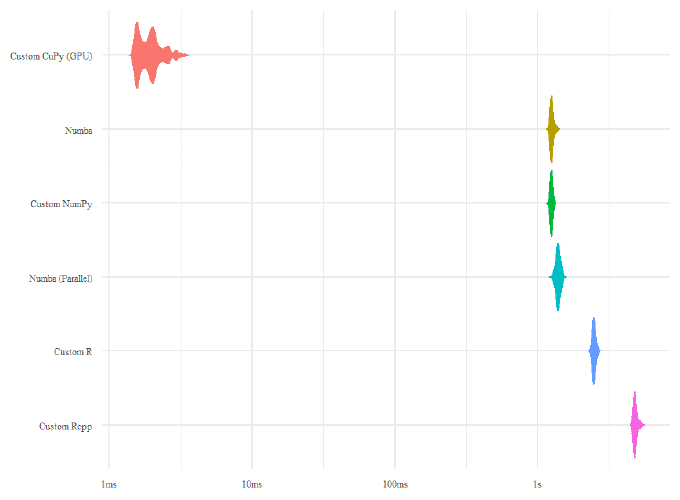 Custom CuPy (GPU)
Numba
Custom NumPy
Numba (Parallel)
Custom R
Custom Rcpp
1ms
10ms
100ms
1s